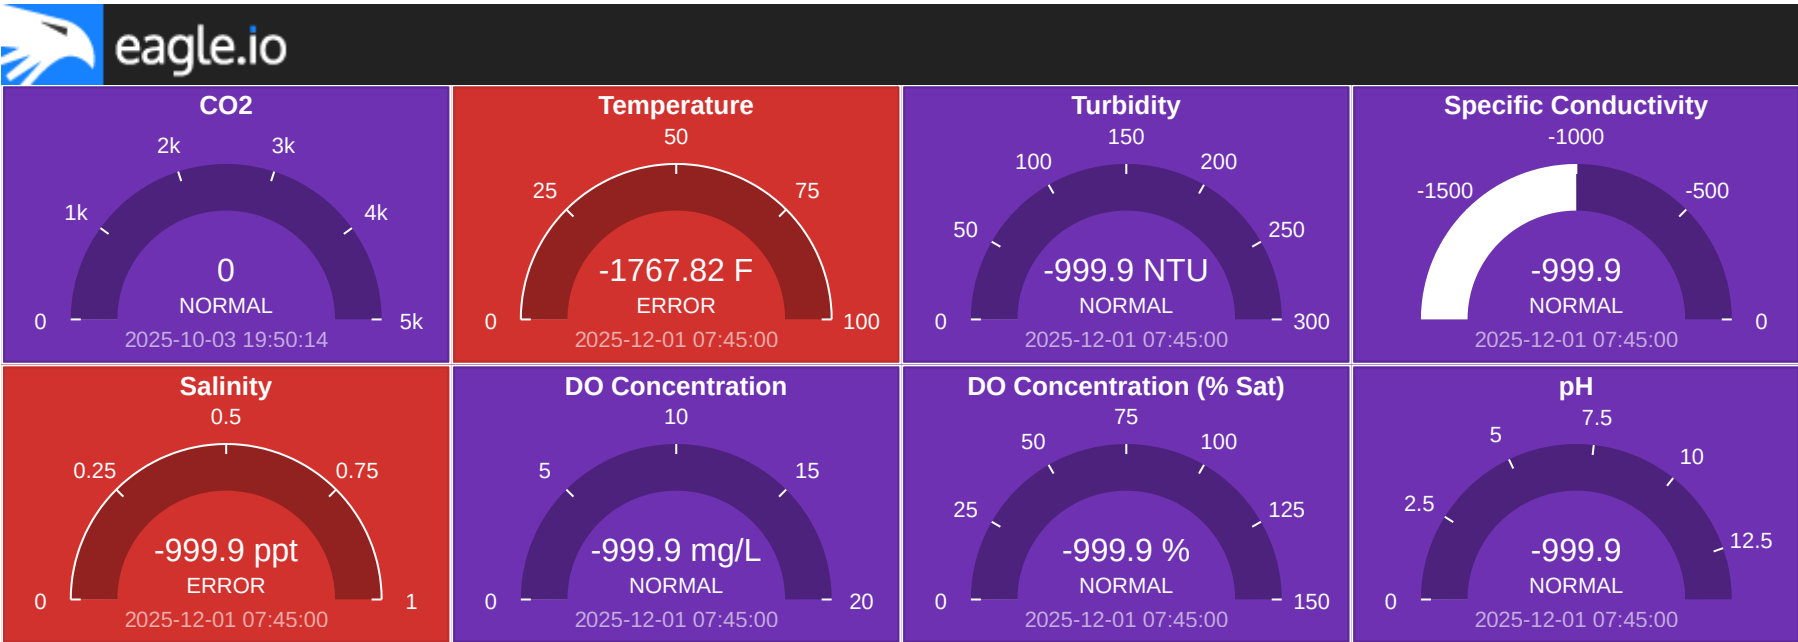 eagle.io
CO2
2k
3k
1k
4k
0
NORMAL
0
5k
2025-10-03 19:50:14
Temperature
50
25
75
-1767.82 F
ERROR
0
100
2025-12-01 07:45:00
Turbidity
150
100
200
50
250
-999.9 NTU
NORMAL
0
300
2025-12-01 07:45:00
Specific Conductivity
-1000
-1500
-500
-999.9
NORMAL
0
2025-12-01 07:45:00
Salinity
0.5
0.25
0.75
-999.9 ppt
ERROR
0
1
2025-12-01 07:45:00
DO Concentration
10
5
15
-999.9 mg/L
NORMAL
0
20
2025-12-01 07:45:00
DO Concentration (% Sat)
75
50
100
25
125
-999.9 %
NORMAL
0
150
2025-12-01 07:45:00
pH
7.5
5
10
2.5
12.5
-999.9
NORMAL
0
2025-12-01 07:45:00